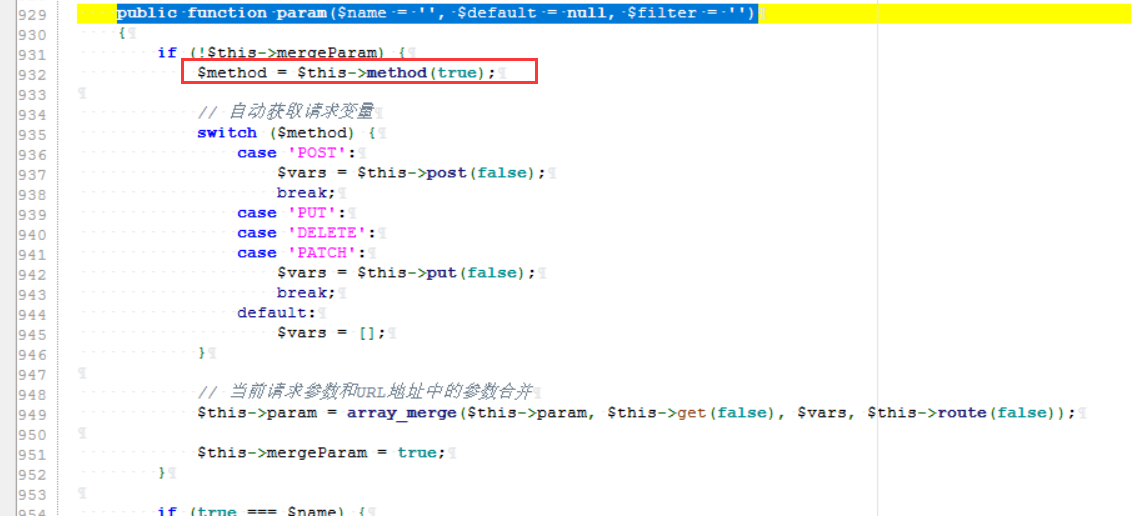 929 public function param($name = '', $default = null, $filter = '')
930 {
931 if (!$this->mergeParam) {
932 $method = $this->method(true);
933
934 // 自动获取请求变量
935 switch ($method) {
936 case 'POST':
937 $vars = $this->post(false);
938 break;
939 case 'PUT':
940 case 'DELETE':
941 case 'PATCH':
942 $vars = $this->put(false);
943 break;
944 default:
945 $vars = [];
946 }
947
948 // 当前请求参数和URL地址中的参数合并
949 $this->param = array_merge($this->param, $this->get(false), $vars, $this->route(false));
950
951 $this->mergeParam = true;
952 }
953
954 if (true === $name) {